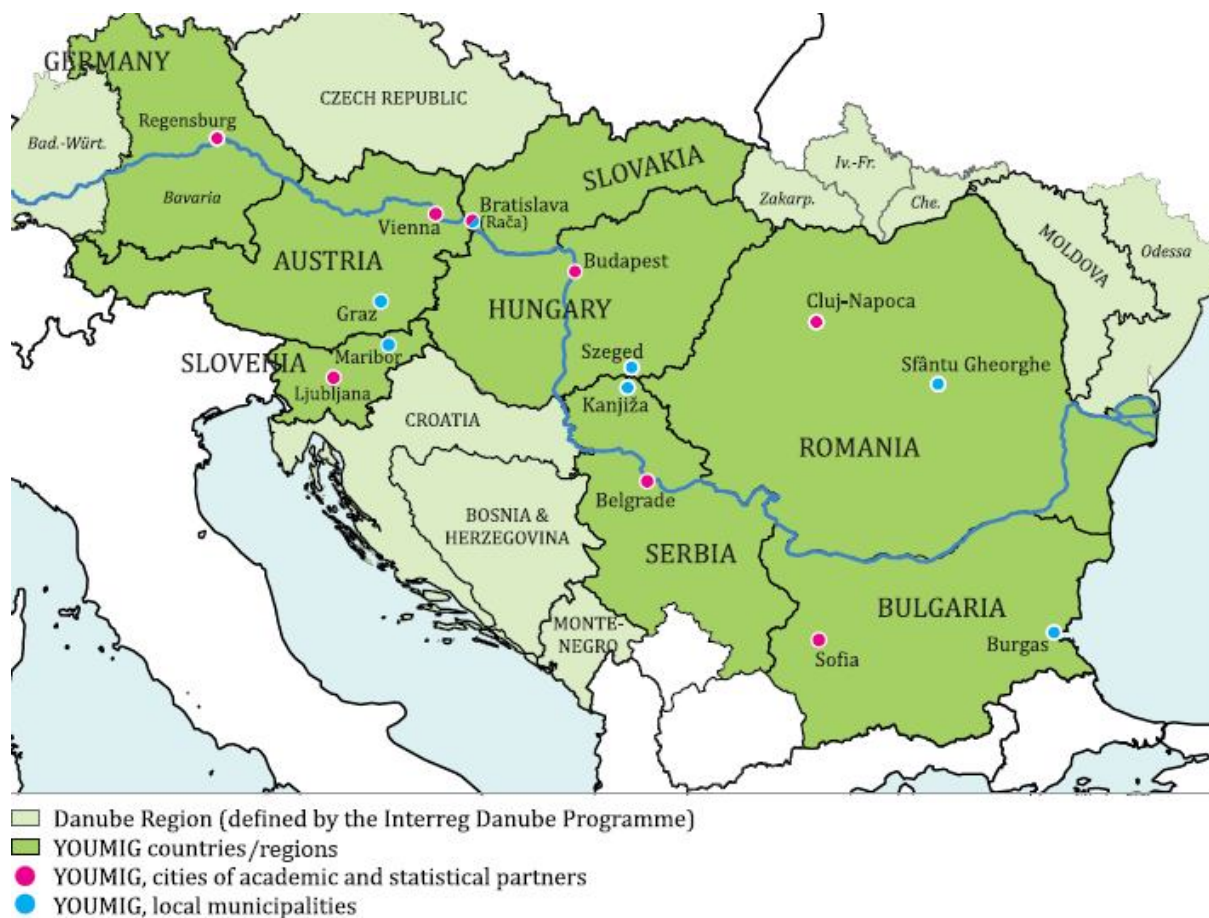 GERMANY
CZECH REPUBLIC
Regensburg
Bad.-Würt.
Bavaria
SLOVAKIA
Iv.-Fr.
Zakarp.
Che.
Vienna
Bratislava
(Rača)
MOLDOVA
Odessa
AUSTRIA
Budapest
Graz
HUNGARY
Cluj-Napoca
SLOVENIA
Maribor
Szeged
Sfântu Gheorghe
Ljubljana
Kanjiža
CROATIA
ROMANIA
Belgrade
BOSNIA &
HERZEGOVINA
SERBIA
BULGARIA
MONTE-
NEGRO
Sofia
Burgas
Danube Region (defined by the Interreg Danube Programme)
YOUMIG countries/regions
YOUMIG, cities of academic and statistical partners
YOUMIG, local municipalities